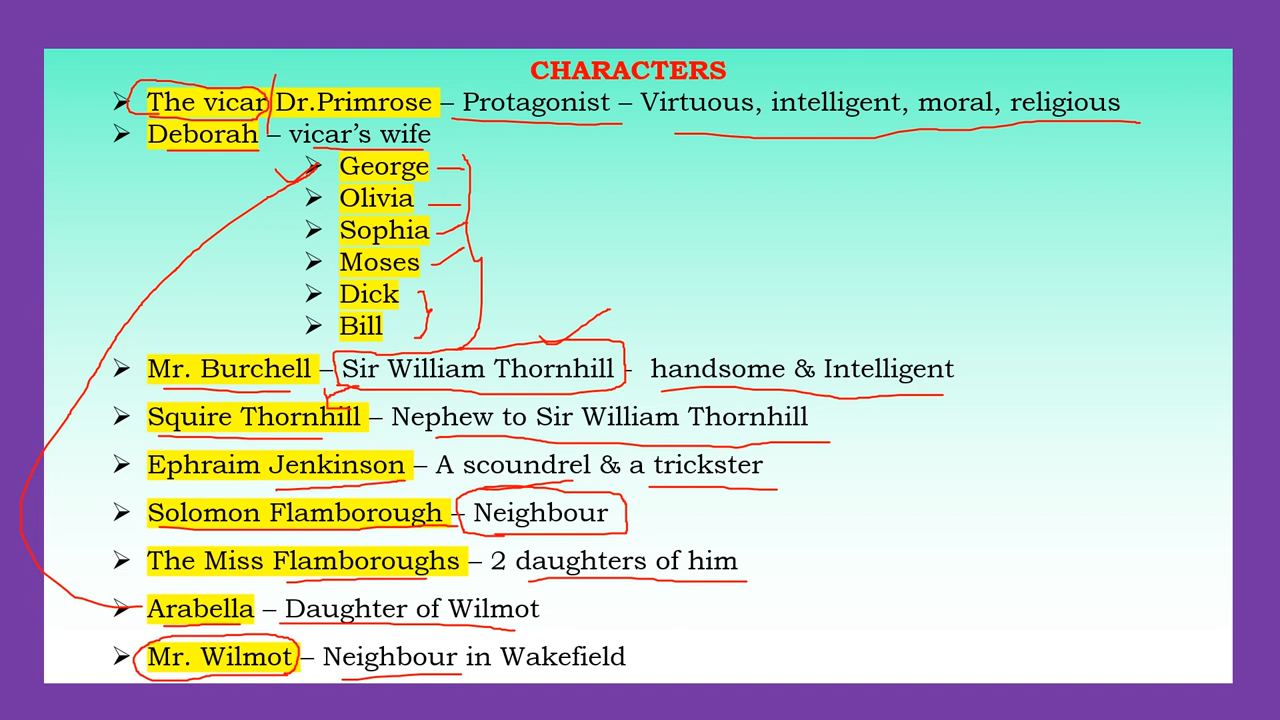 CHARACTERS
➢ The vicar Dr.Primrose – Protagonist – Virtuous, intelligent, moral, religious
➢ Deborah – vicar’s wife
➢ George
➢ Olivia
➢ Sophia
➢ Moses
➢ Dick
➢ Bill
➢ Mr. Burchell – Sir William Thornhill - handsome & Intelligent
➢ Squire Thornhill – Nephew to Sir William Thornhill
➢ Ephraim Jenkinson – A scoundrel & a trickster
➢ Solomon Flamborough – Neighbour
➢ The Miss Flamboroughs – 2 daughters of him
➢ Arabella – Daughter of Wilmot
➢ Mr. Wilmot – Neighbour in Wakefield